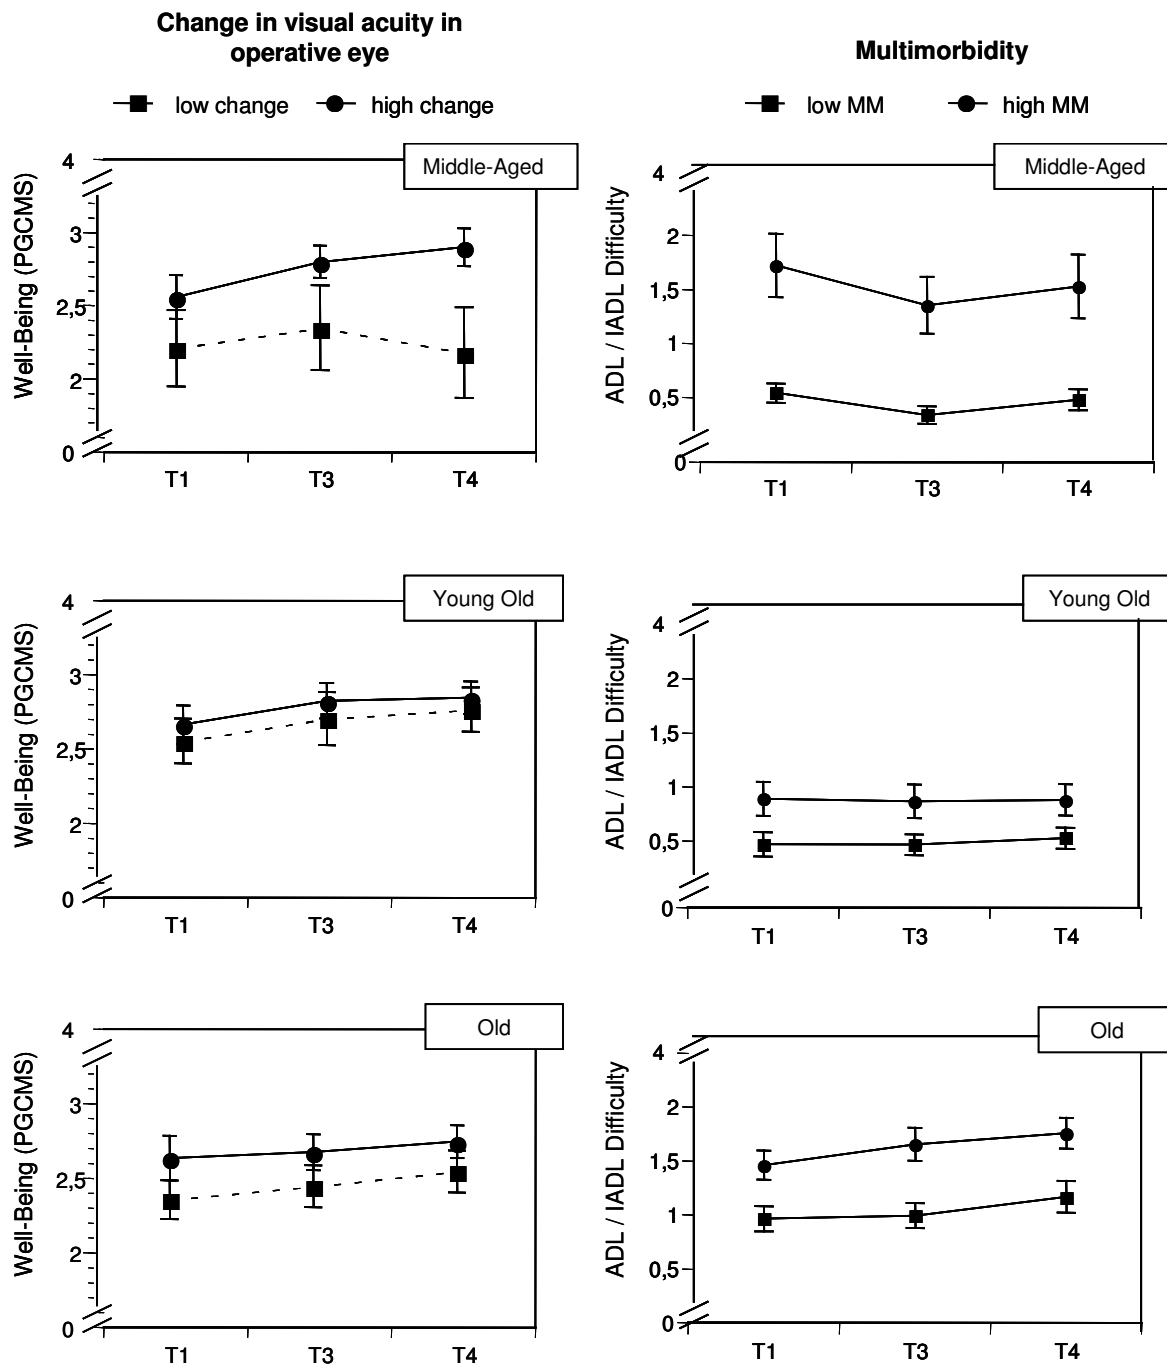 Change in visual acuity in
operative eye
low change
high change
Well-Being (PGCMS)
4
3
2,5
2
0
Middle-Aged
T1
T3
T4
Multimorbidity
low MM
high MM
ADL / IADL Difficulty
4
2
1,5
1
0,5
0
Middle-Aged
T1
T3
T4
Well-Being (PGCMS)
4
3
2,5
2
0
Young Old
T1
T3
T4
ADL / IADL Difficulty
4
2
1,5
1
0,5
0
Young Old
T1
T3
T4
Well-Being (PGCMS)
4
3
2,5
2
0
Old
T1
T3
T4
ADL / IADL Difficulty
4
2
1,5
1
0,5
0
Old
T1
T3
T4